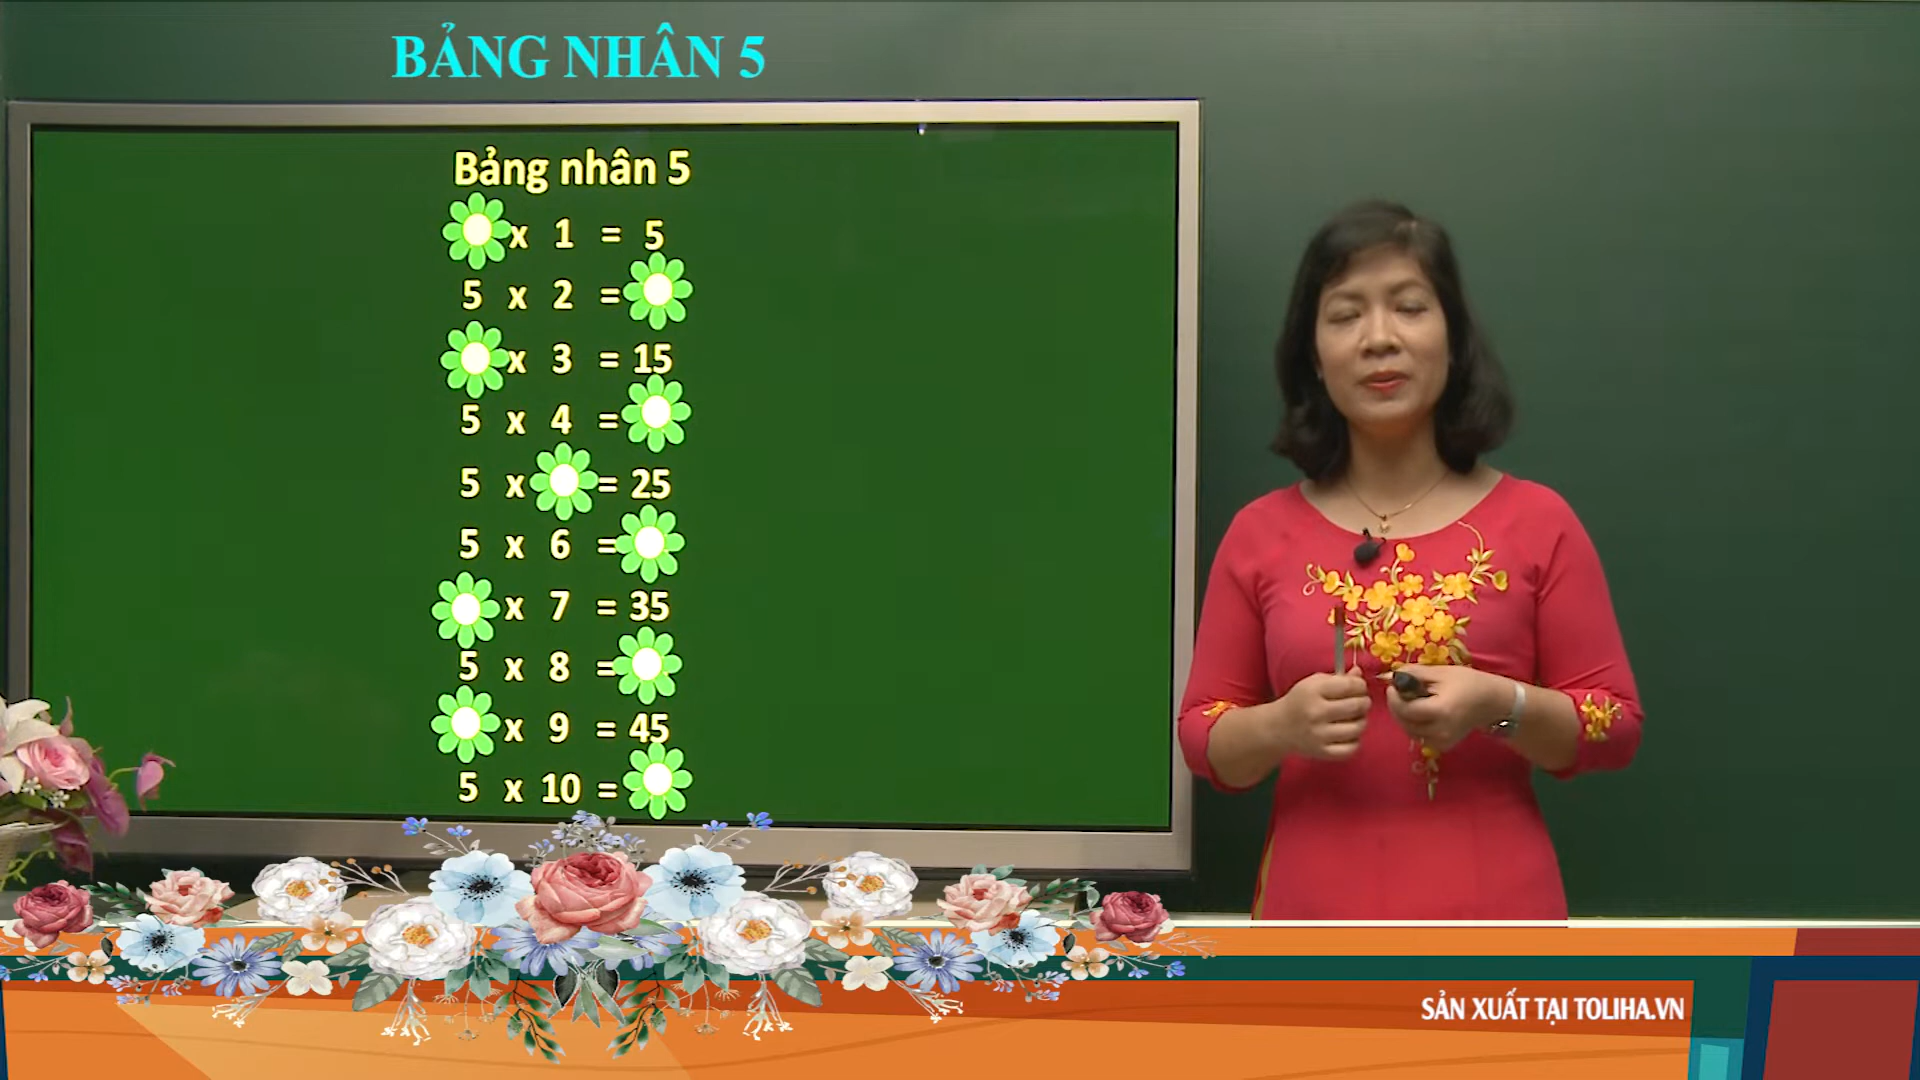 BẢNG NHÂN 5
Bảng nhân 5
x 1 = 5
5 x 2 =
x 3 = 15
5 x 4 =
5 x = 25
5 x 6 =
x 7 = 35
5 x 8 =
x 9 = 45
5 x 10 =
SẢN XUẤT TẠI TOLIHA.VN